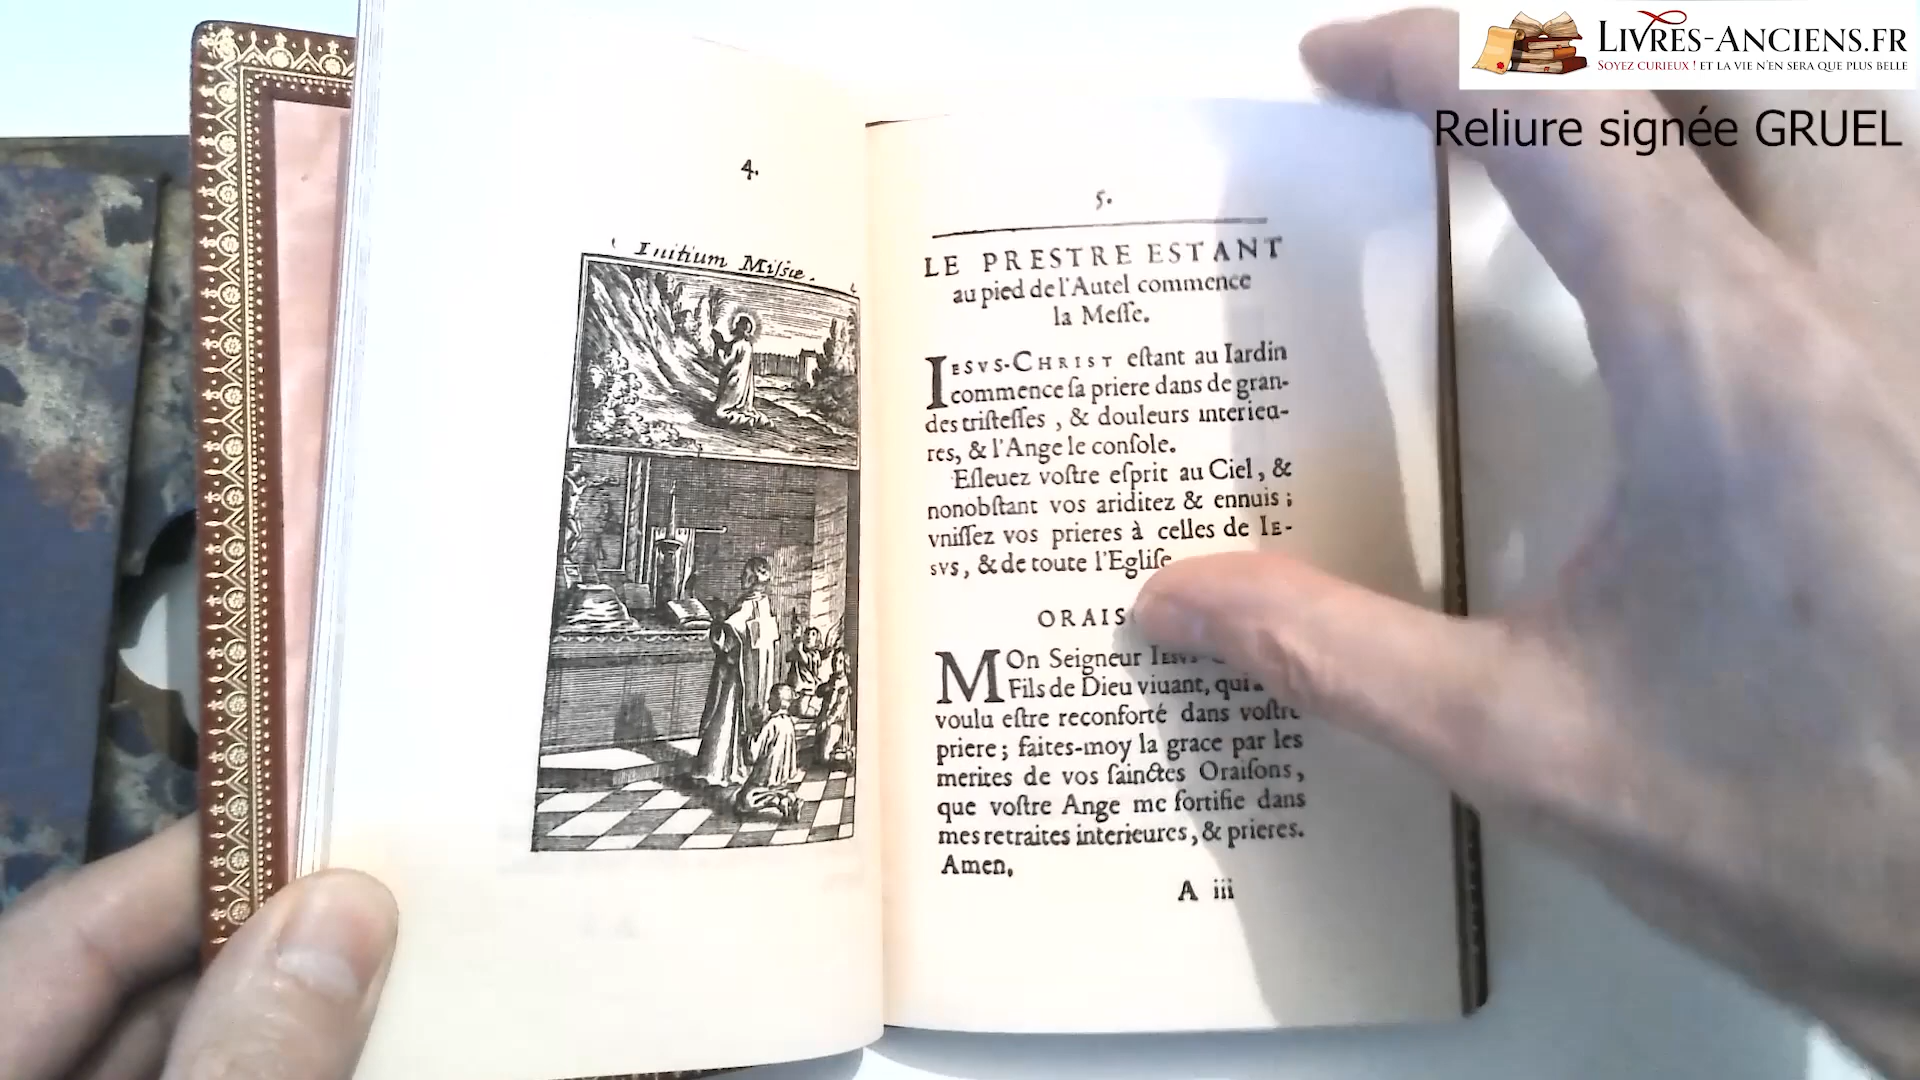 LIVRES-ANCIENS.FR
SOYEZ CURIEUX ! ET LA VIE N'EN SERA QUE PLUS BELLE
Reliure signée GRUEL
4.
Initium Missæ.
5.
LE PRESTRE ESTANT
au pied de l'Autel commence
la Meſſe.
IESVS-CHRIST eſtant au Iardin
commence ſa priere dans de gran-
des triſteſſes, & douleurs interieu-
res, & l'Ange le conſole.
Eſleuez voſtre eſprit au Ciel, &
nonobſtant vos ariditez & ennuis ;
vniſſez vos prieres à celles de IE-
SVS, & de toute l'Egliſe
MOn Seigneur
Fils de Dieu viuant, qui
voulu eſtre reconforté dans voſtre
priere ; faites-moy la grace par les
merites de vos ſainctes Oraiſons,
que voſtre Ange me fortifie dans
mes retraites interieures, & prieres.
Amen.
A iii